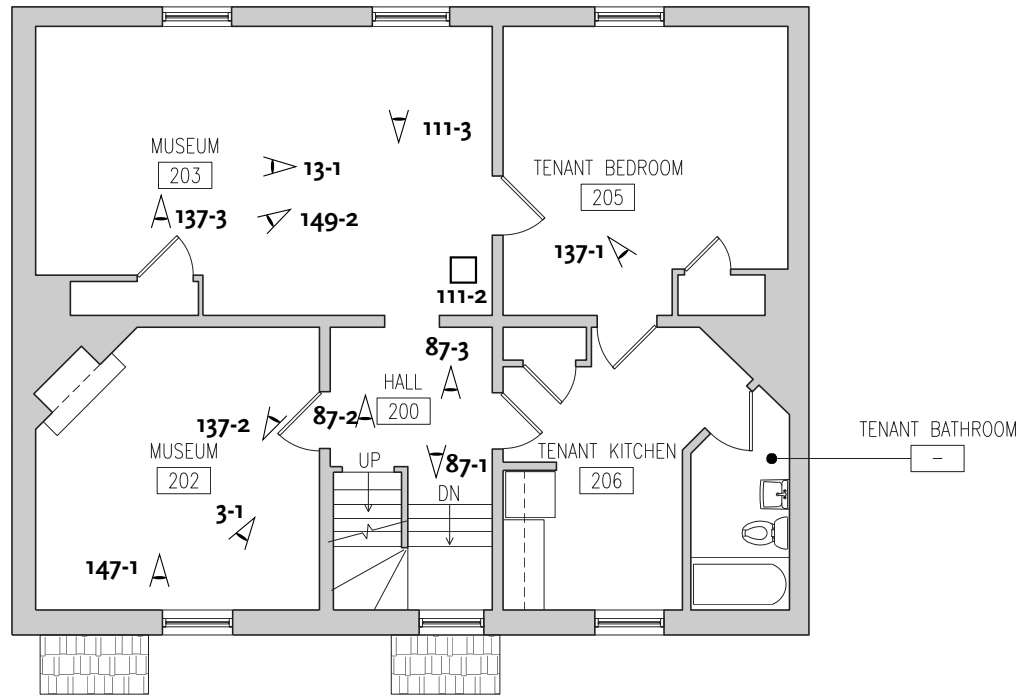 111-3
MUSEUM
203
13-1
TENANT BEDROOM
205
137-3
149-2
137-1
111-2
87-3
HALL
200
87-2
137-2
MUSEUM
202
UP
87-1
DN
TENANT KITCHEN
206
TENANT BATHROOM
–
3-1
147-1